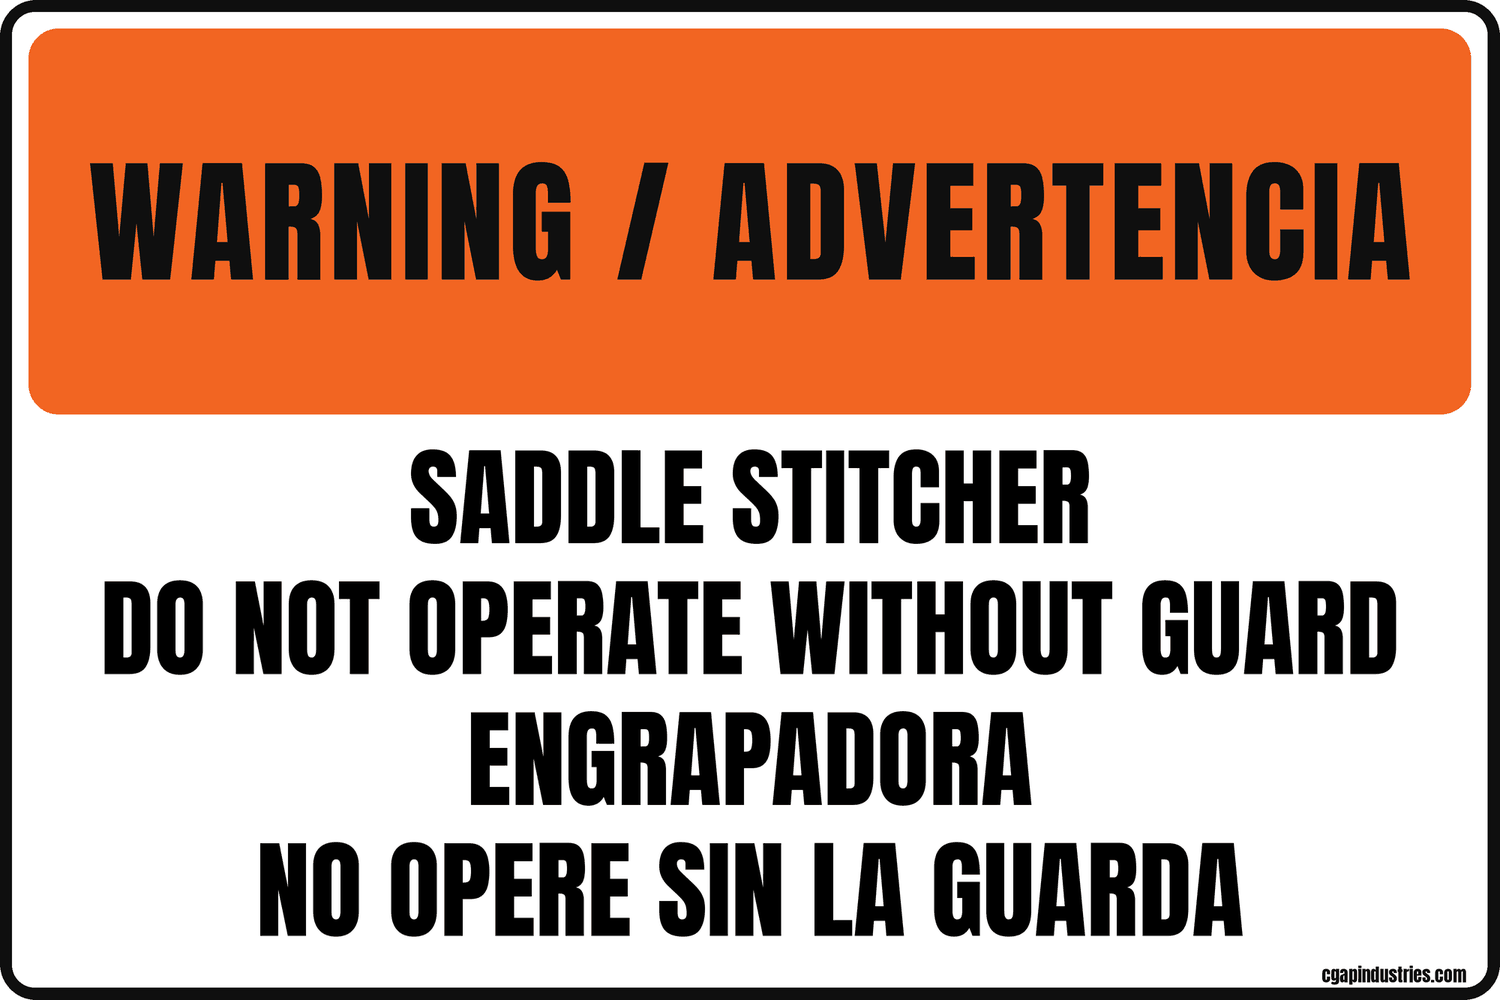 WARNING / ADVERTENCIA
SADDLE STITCHER
DO NOT OPERATE WITHOUT GUARD
ENGRAPADORA
NO OPERE SIN LA GUARDA
cgapindustries.com